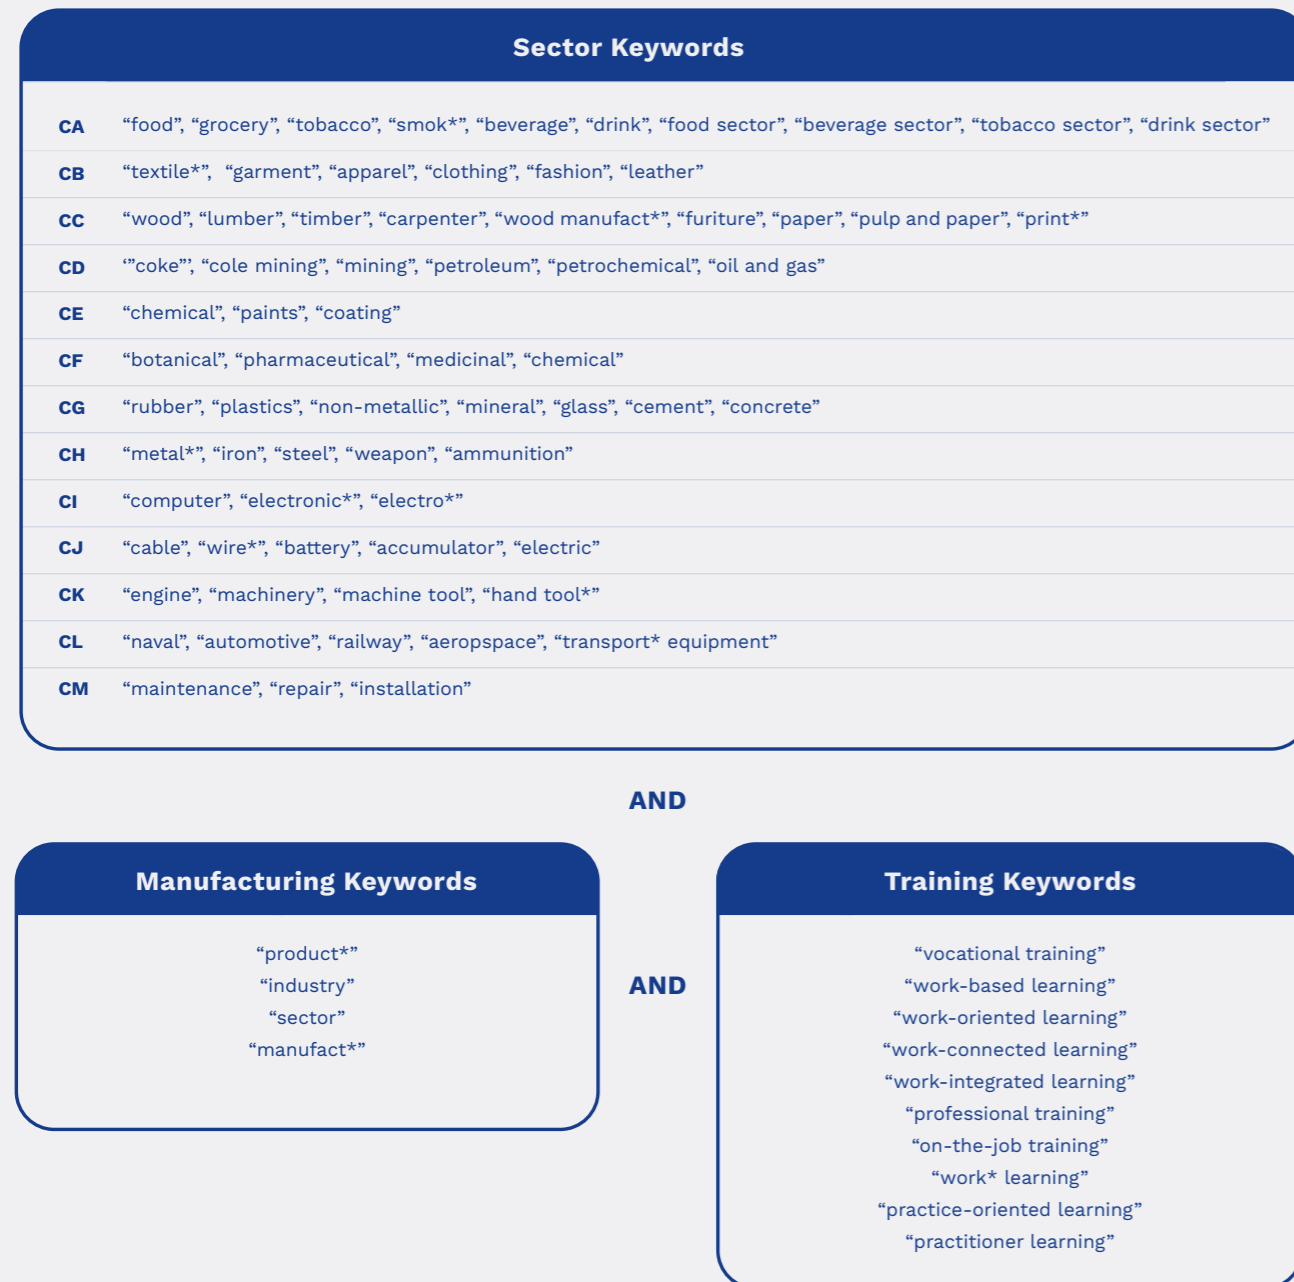 Sector Keywords
CA “food”, “grocery”, “tobacco”, “smok*”, “beverage”, “drink”, “food sector”, “beverage sector”, “tobacco sector”, “drink sector”
CB “textile*”, “garment”, “apparel”, “clothing”, “fashion”, “leather”
CC “wood”, “lumber”, “timber”, “carpenter”, “wood manufact*”, “furiture”, “paper”, “pulp and paper”, “print*”
CD ‘”coke”’, “cole mining”, “mining”, “petroleum”, “petrochemical”, “oil and gas”
CE “chemical”, “paints”, “coating”
CF “botanical”, “pharmaceutical”, “medicinal”, “chemical”
CG “rubber”, “plastics”, “non-metallic”, “mineral”, “glass”, “cement”, “concrete”
CH “metal*”, “iron”, “steel”, “weapon”, “ammunition”
CI “computer”, “electronic*”, “electro*”
CJ “cable”, “wire*”, “battery”, “accumulator”, “electric”
CK “engine”, “machinery”, “machine tool”, “hand tool*”
CL “naval”, “automotive”, “railway”, “aeropspace”, “transport* equipment”
CM “maintenance”, “repair”, “installation”
AND
Manufacturing Keywords
“product*”
“industry”
“sector”
“manufact*”
AND
Training Keywords
“vocational training”
“work-based learning”
“work-oriented learning”
“work-connected learning”
“work-integrated learning”
“professional training”
“on-the-job training”
“work* learning”
“practice-oriented learning”
“practitioner learning”